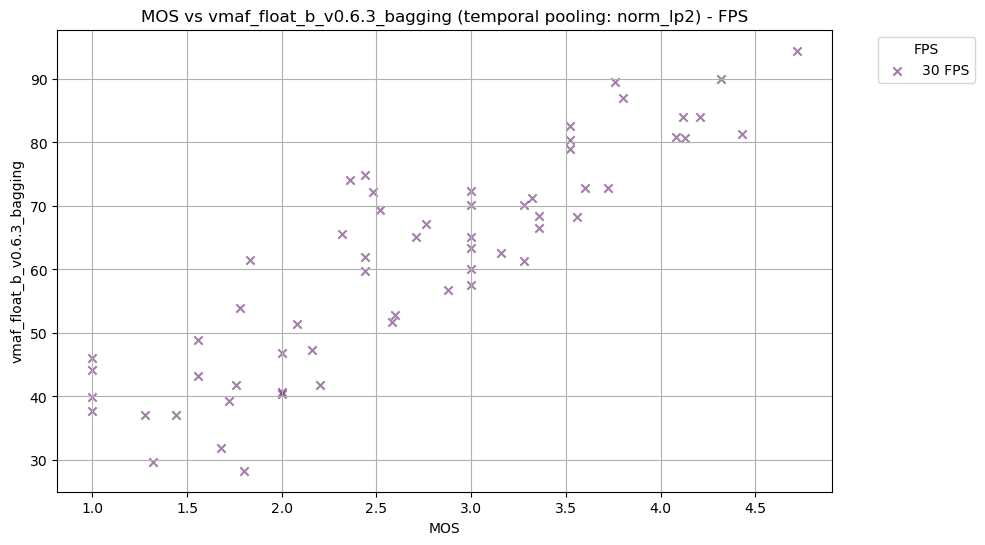 MOS vs vmaf_float_b_v0.6.3_bagging (temporal pooling: norm_lp2) - FPS
FPS
30 FPS
vmaf_float_b_v0.6.3_bagging
90
80
70
60
50
40
30
1.0 1.5 2.0 2.5 3.0 3.5 4.0 4.5
MOS